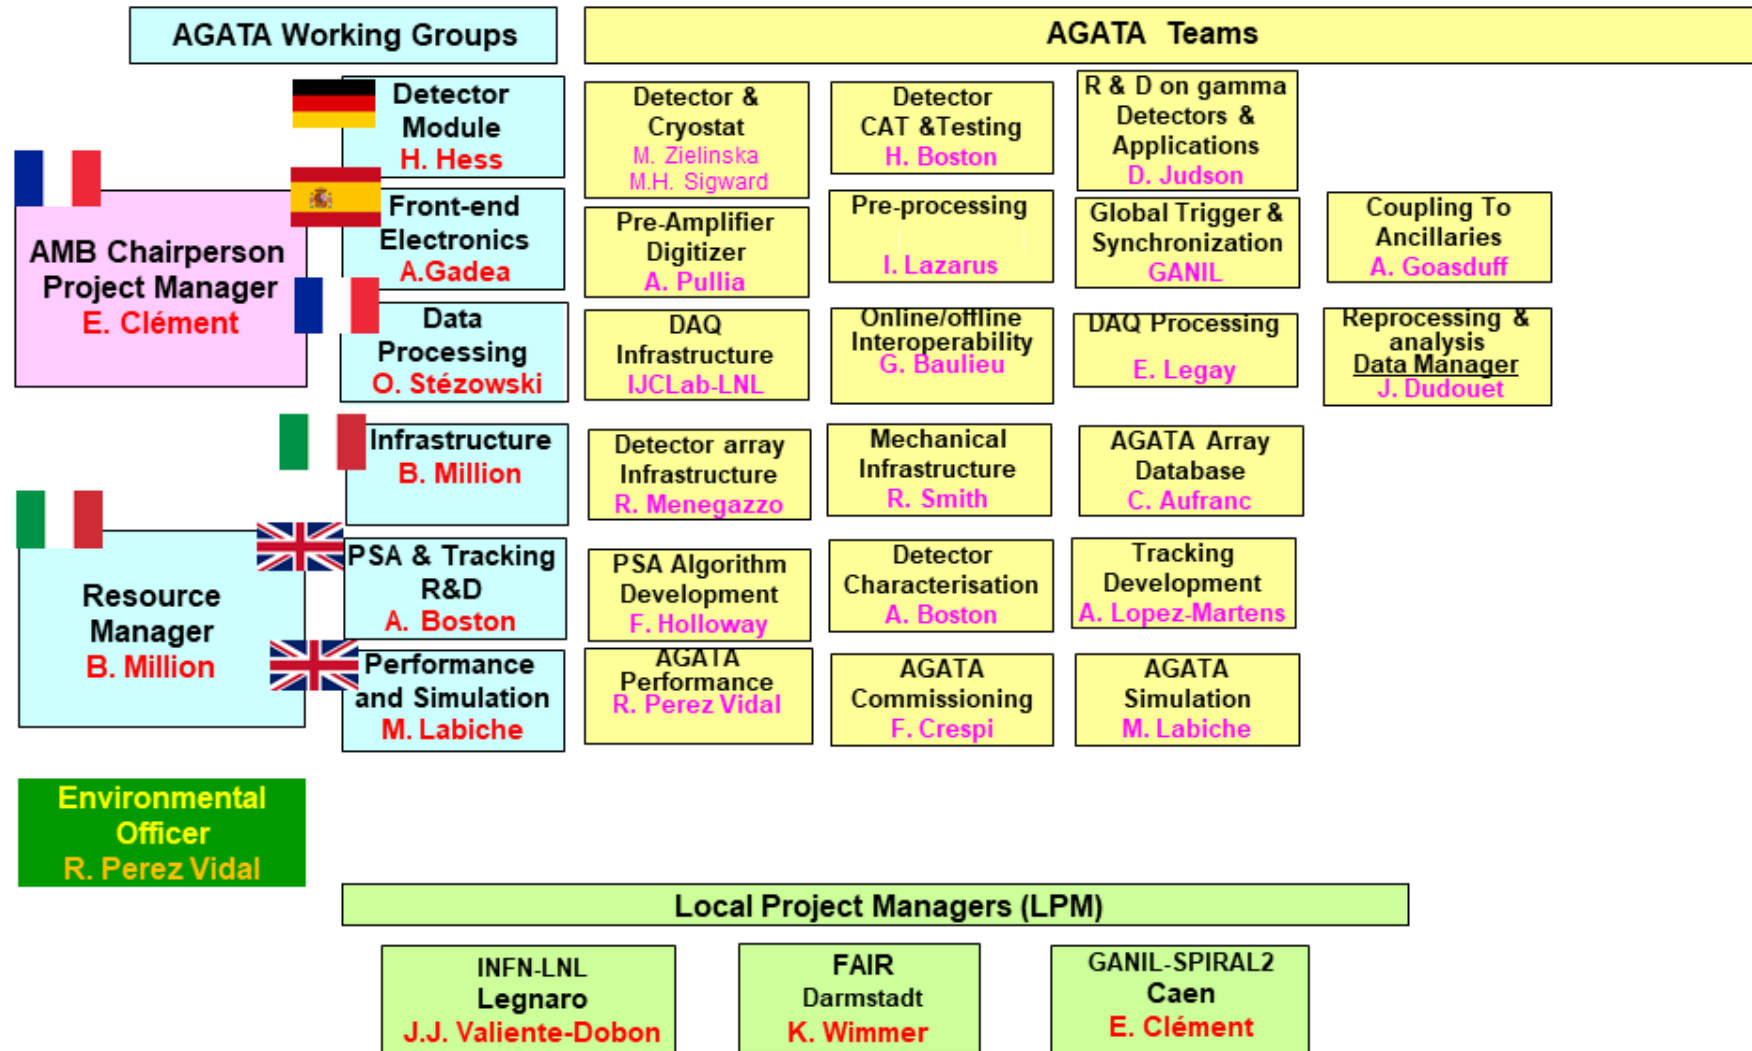 AGATA Working Groups
AGATA Teams
AMB Chairperson
Project Manager
E. Clément
Resource
Manager
B. Million
Environmental
Officer
R. Perez Vidal
Detector
Module
H. Hess
Detector &
Cryostat
M. Zielinska
M.H. Sigward
Detector
CAT &Testing
H. Boston
R & D on gamma
Detectors &
Applications
D. Judson
Front-end
Electronics
A.Gadea
Pre-Amplifier
Digitizer
A. Pullia
Pre-processing
I. Lazarus
Global Trigger &
Synchronization
GANIL
Coupling To
Ancillaries
A. Goasduff
Data
Processing
O. Stézowski
DAQ
Infrastructure
IJCLab-LNL
Online/offline
Interoperability
G. Baulieu
DAQ Processing
E. Legay
Reprocessing &
analysis
Data Manager
J. Dudouet
Infrastructure
B. Million
Detector array
Infrastructure
R. Menegazzo
Mechanical
Infrastructure
R. Smith
AGATA Array
Database
C. Aufranc
PSA & Tracking
R&D
A. Boston
PSA Algorithm
Development
F. Holloway
Detector
Characterisation
A. Boston
Tracking
Development
A. Lopez-Martens
Performance
and Simulation
M. Labiche
AGATA
Performance
R. Perez Vidal
AGATA
Commissioning
F. Crespi
AGATA
Simulation
M. Labiche
Local Project Managers (LPM)
INFN-LNL
Legnaro
J.J. Valiente-Dobon
FAIR
Darmstadt
K. Wimmer
GANIL-SPIRAL2
Caen
E. Clément